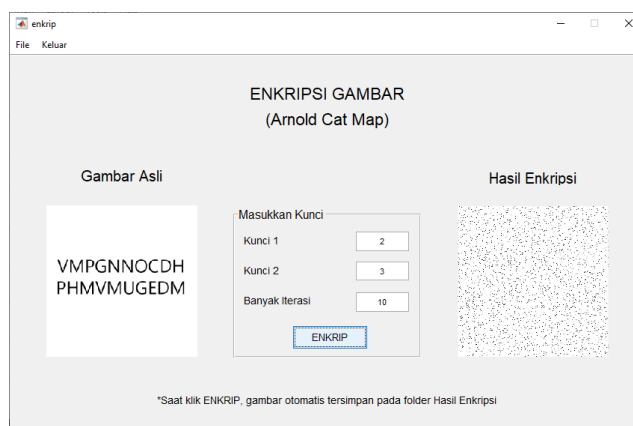 enkrip
File Keluar
ENKRIPSI GAMBAR
(Arnold Cat Map)
Gambar Asli
Hasil Enkripsi
VMPGNNOCDH
PHMVMUGEDM
Masukkan Kunci
Kunci 1 2
Kunci 2 3
Banyak Iterasi 10
ENKRIP
*Saat klik ENKRIP, gambar otomatis tersimpan pada folder Hasil Enkripsi